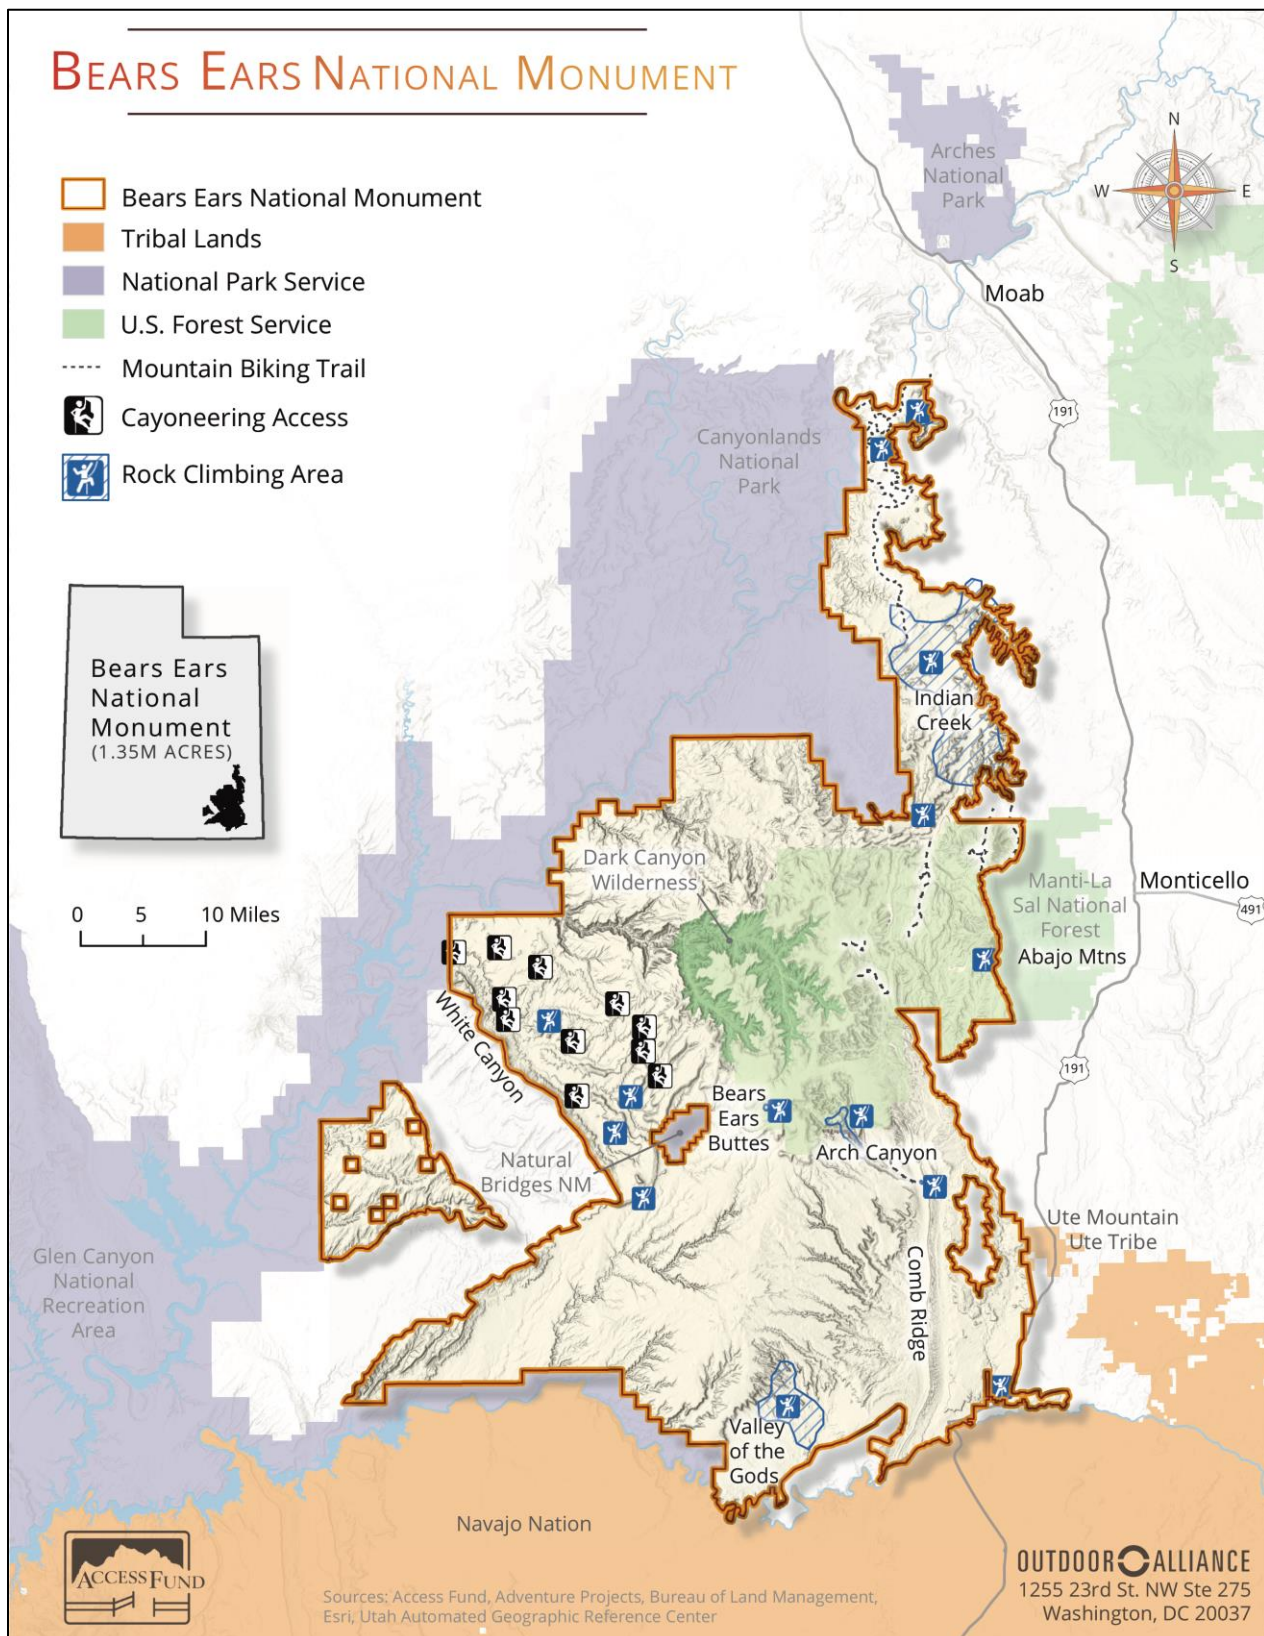 BEARS EARS NATIONAL MONUMENT
Bears Ears National Monument
Tribal Lands
National Park Service
U.S. Forest Service
Mountain Biking Trail
Cayoneering Access
Rock Climbing Area
Bears Ears
National
Monument
(1.35M ACRES)
0 5 10 Miles
N
W E
S
Arches
National
Park
Moab
191
Canyonlands
National
Park
Indian
Creek
Dark Canyon
Wilderness
Manti-La
Sal National
Forest
Monticello
491
Abajo Mtns
White Canyon
191
Bears
Ears
Buttes
Arch Canyon
Natural
Bridges NM
Ute Mountain
Ute Tribe
Comb Ridge
Glen Canyon
National
Recreation
Area
Valley
of the
Gods
Navajo Nation
ACCESS FUND
Sources: Access Fund, Adventure Projects, Bureau of Land Management,
Esri, Utah Automated Geographic Reference Center
OUTDOOR ALLIANCE
1255 23rd St. NW Ste 275
Washington, DC 20037